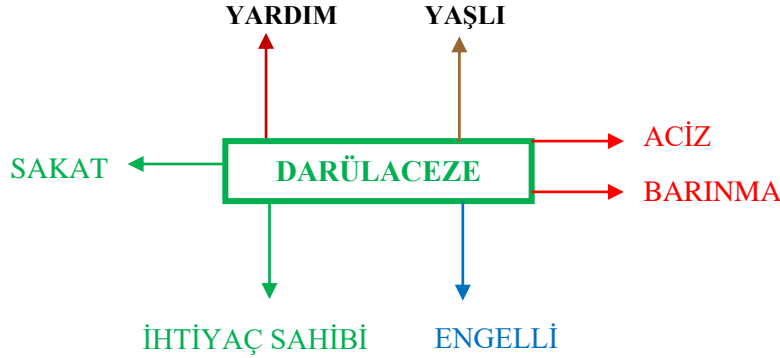 YARDIM
YAŞLI
ACİZ
SAKAT
DARÜLACEZE
BARINMA
İHTİYAÇ SAHİBİ
ENGELLİ